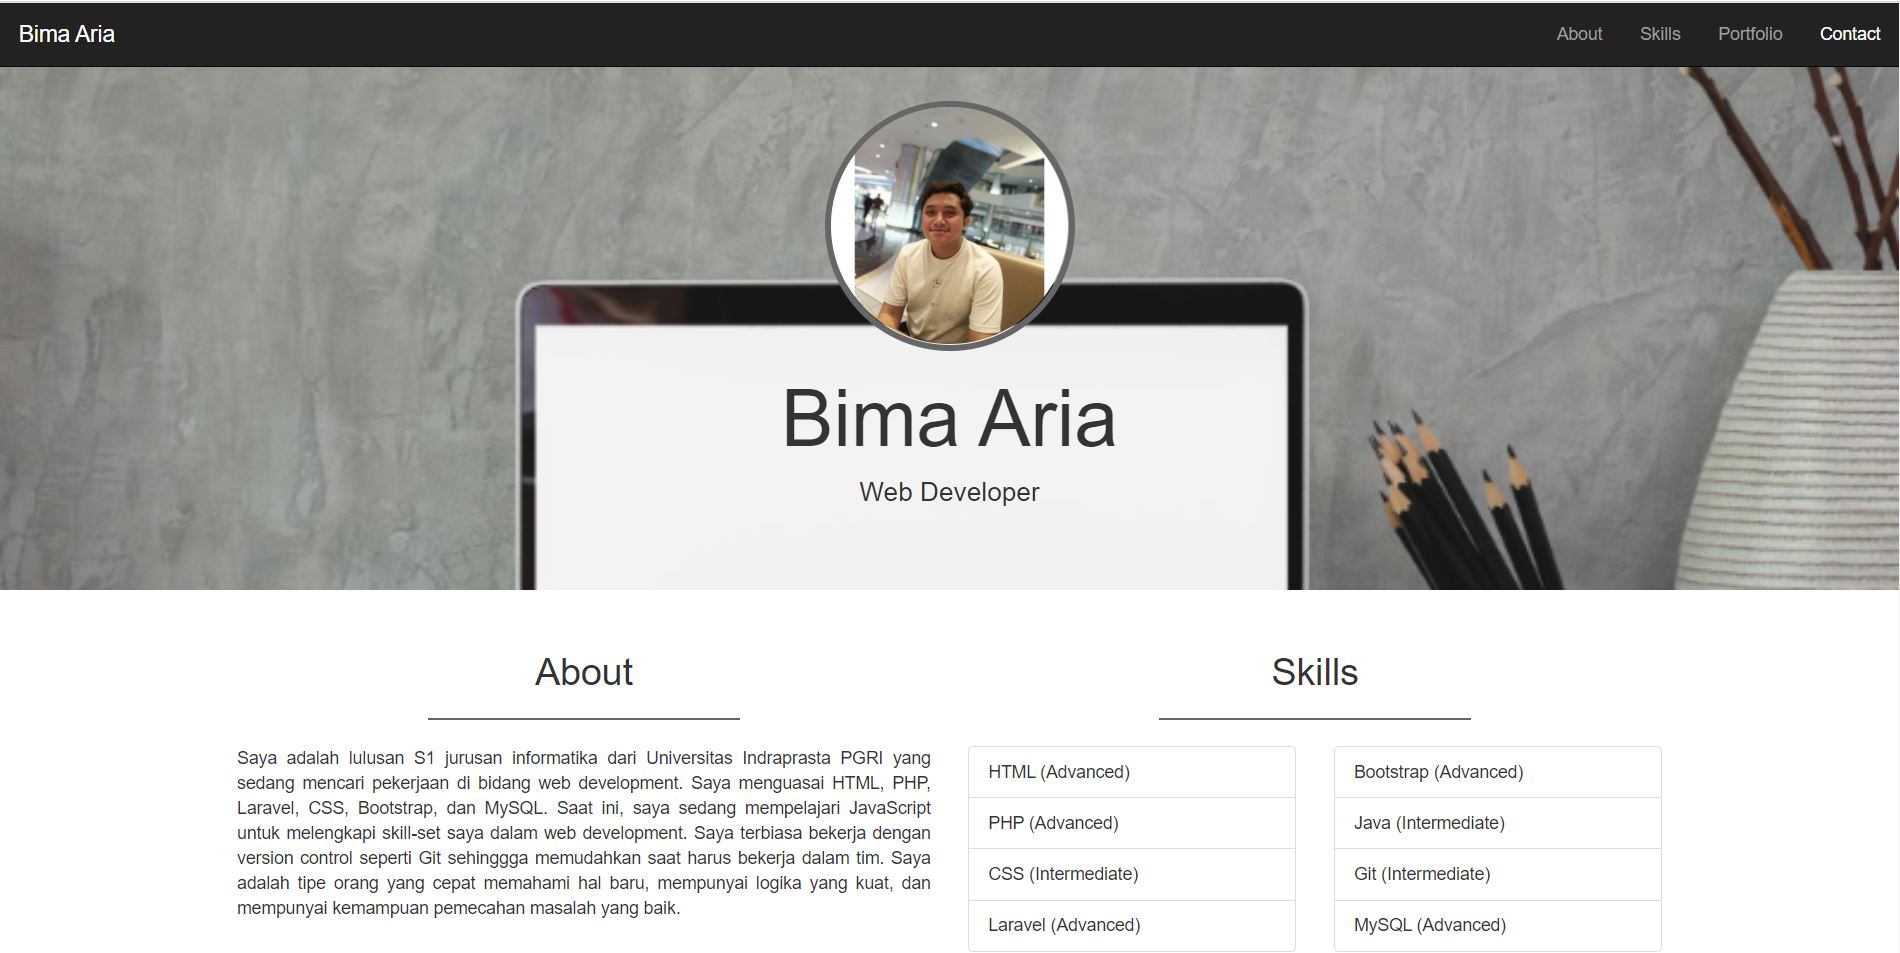 Bima Aria
About
Skills
Portfolio
Contact
Bima Aria
Web Developer
About
Saya adalah lulusan S1 jurusan informatika dari Universitas Indraprasta PGRI yang
sedang mencari pekerjaan di bidang web development. Saya menguasai HTML, PHP,
Laravel, CSS, Bootstrap, dan MySQL. Saat ini, saya sedang mempelajari JavaScript
untuk melengkapi skill-set saya dalam web development. Saya terbiasa bekerja dengan
version control seperti Git sehinggga memudahkan saat harus bekerja dalam tim. Saya
adalah tipe orang yang cepat memahami hal baru, mempunyai logika yang kuat, dan
mempunyai kemampuan pemecahan masalah yang baik.
Skills
HTML (Advanced)
PHP (Advanced)
CSS (Intermediate)
Laravel (Advanced)
Bootstrap (Advanced)
Java (Intermediate)
Git (Intermediate)
MySQL (Advanced)